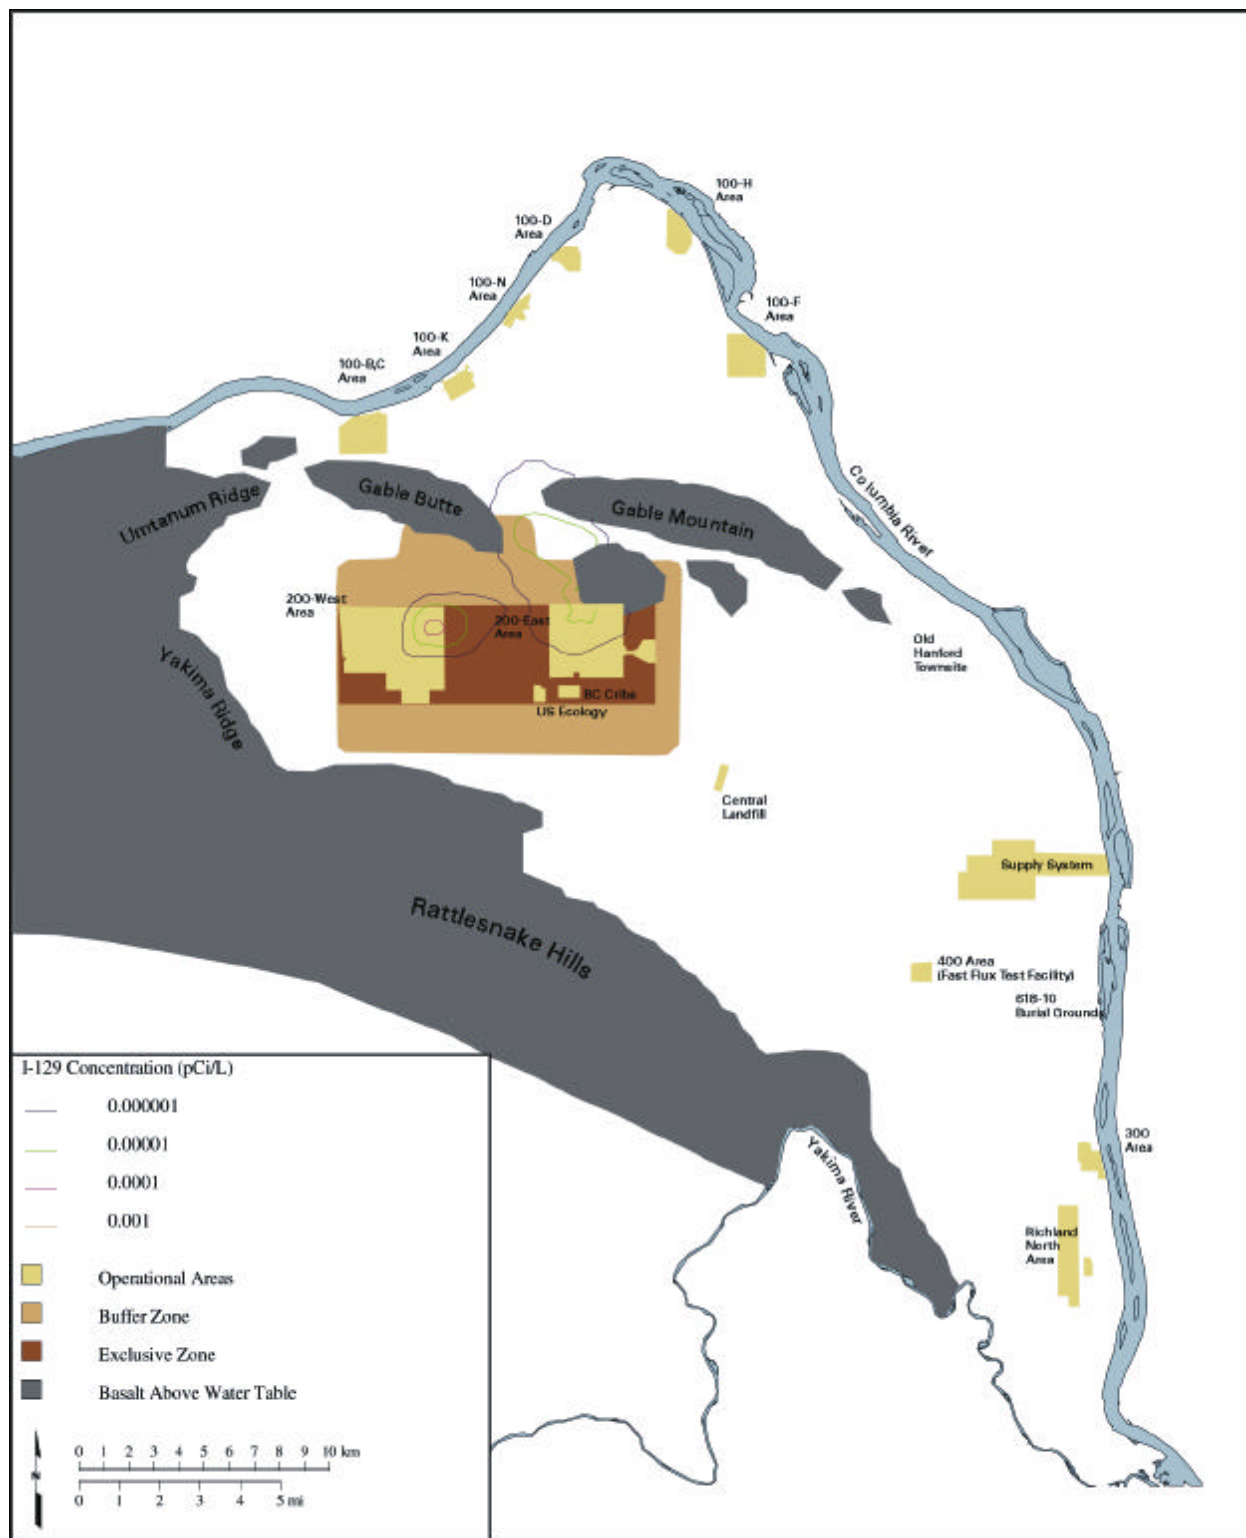 100-H
Area
100-D
Area
100-N
Area
100-F
Area
100-K
Area
100-B,C
Area
Columbia River
Umtanum Ridge
Gable Butte
Gable Mountain
200-West
Area
200-East
Area
Old
Hanford
Townsite
Yakima Ridge
BC Cribs
US Ecology
Central
Landfill
Supply System
Rattlesnake Hills
400 Area
(Fast Flux Test Facility)
618-10
Burial Grounds
I-129 Concentration (pCi/L)
0.000001
0.00001
0.0001
0.001
Operational Areas
Buffer Zone
Exclusive Zone
Basalt Above Water Table
Yakima River
300
Area
Richland
North
Area
N
0 1 2 3 4 5 6 7 8 9 10 km
0 1 2 3 4 5 mi